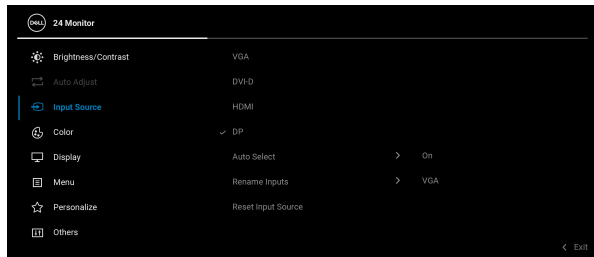 DELL 24 Monitor
Brightness/Contrast VGA
Auto Adjust DVI-D
Input Source HDMI
Color DP
Display Auto Select On
Menu Rename Inputs VGA
Personalize Reset Input Source
Others
Exit